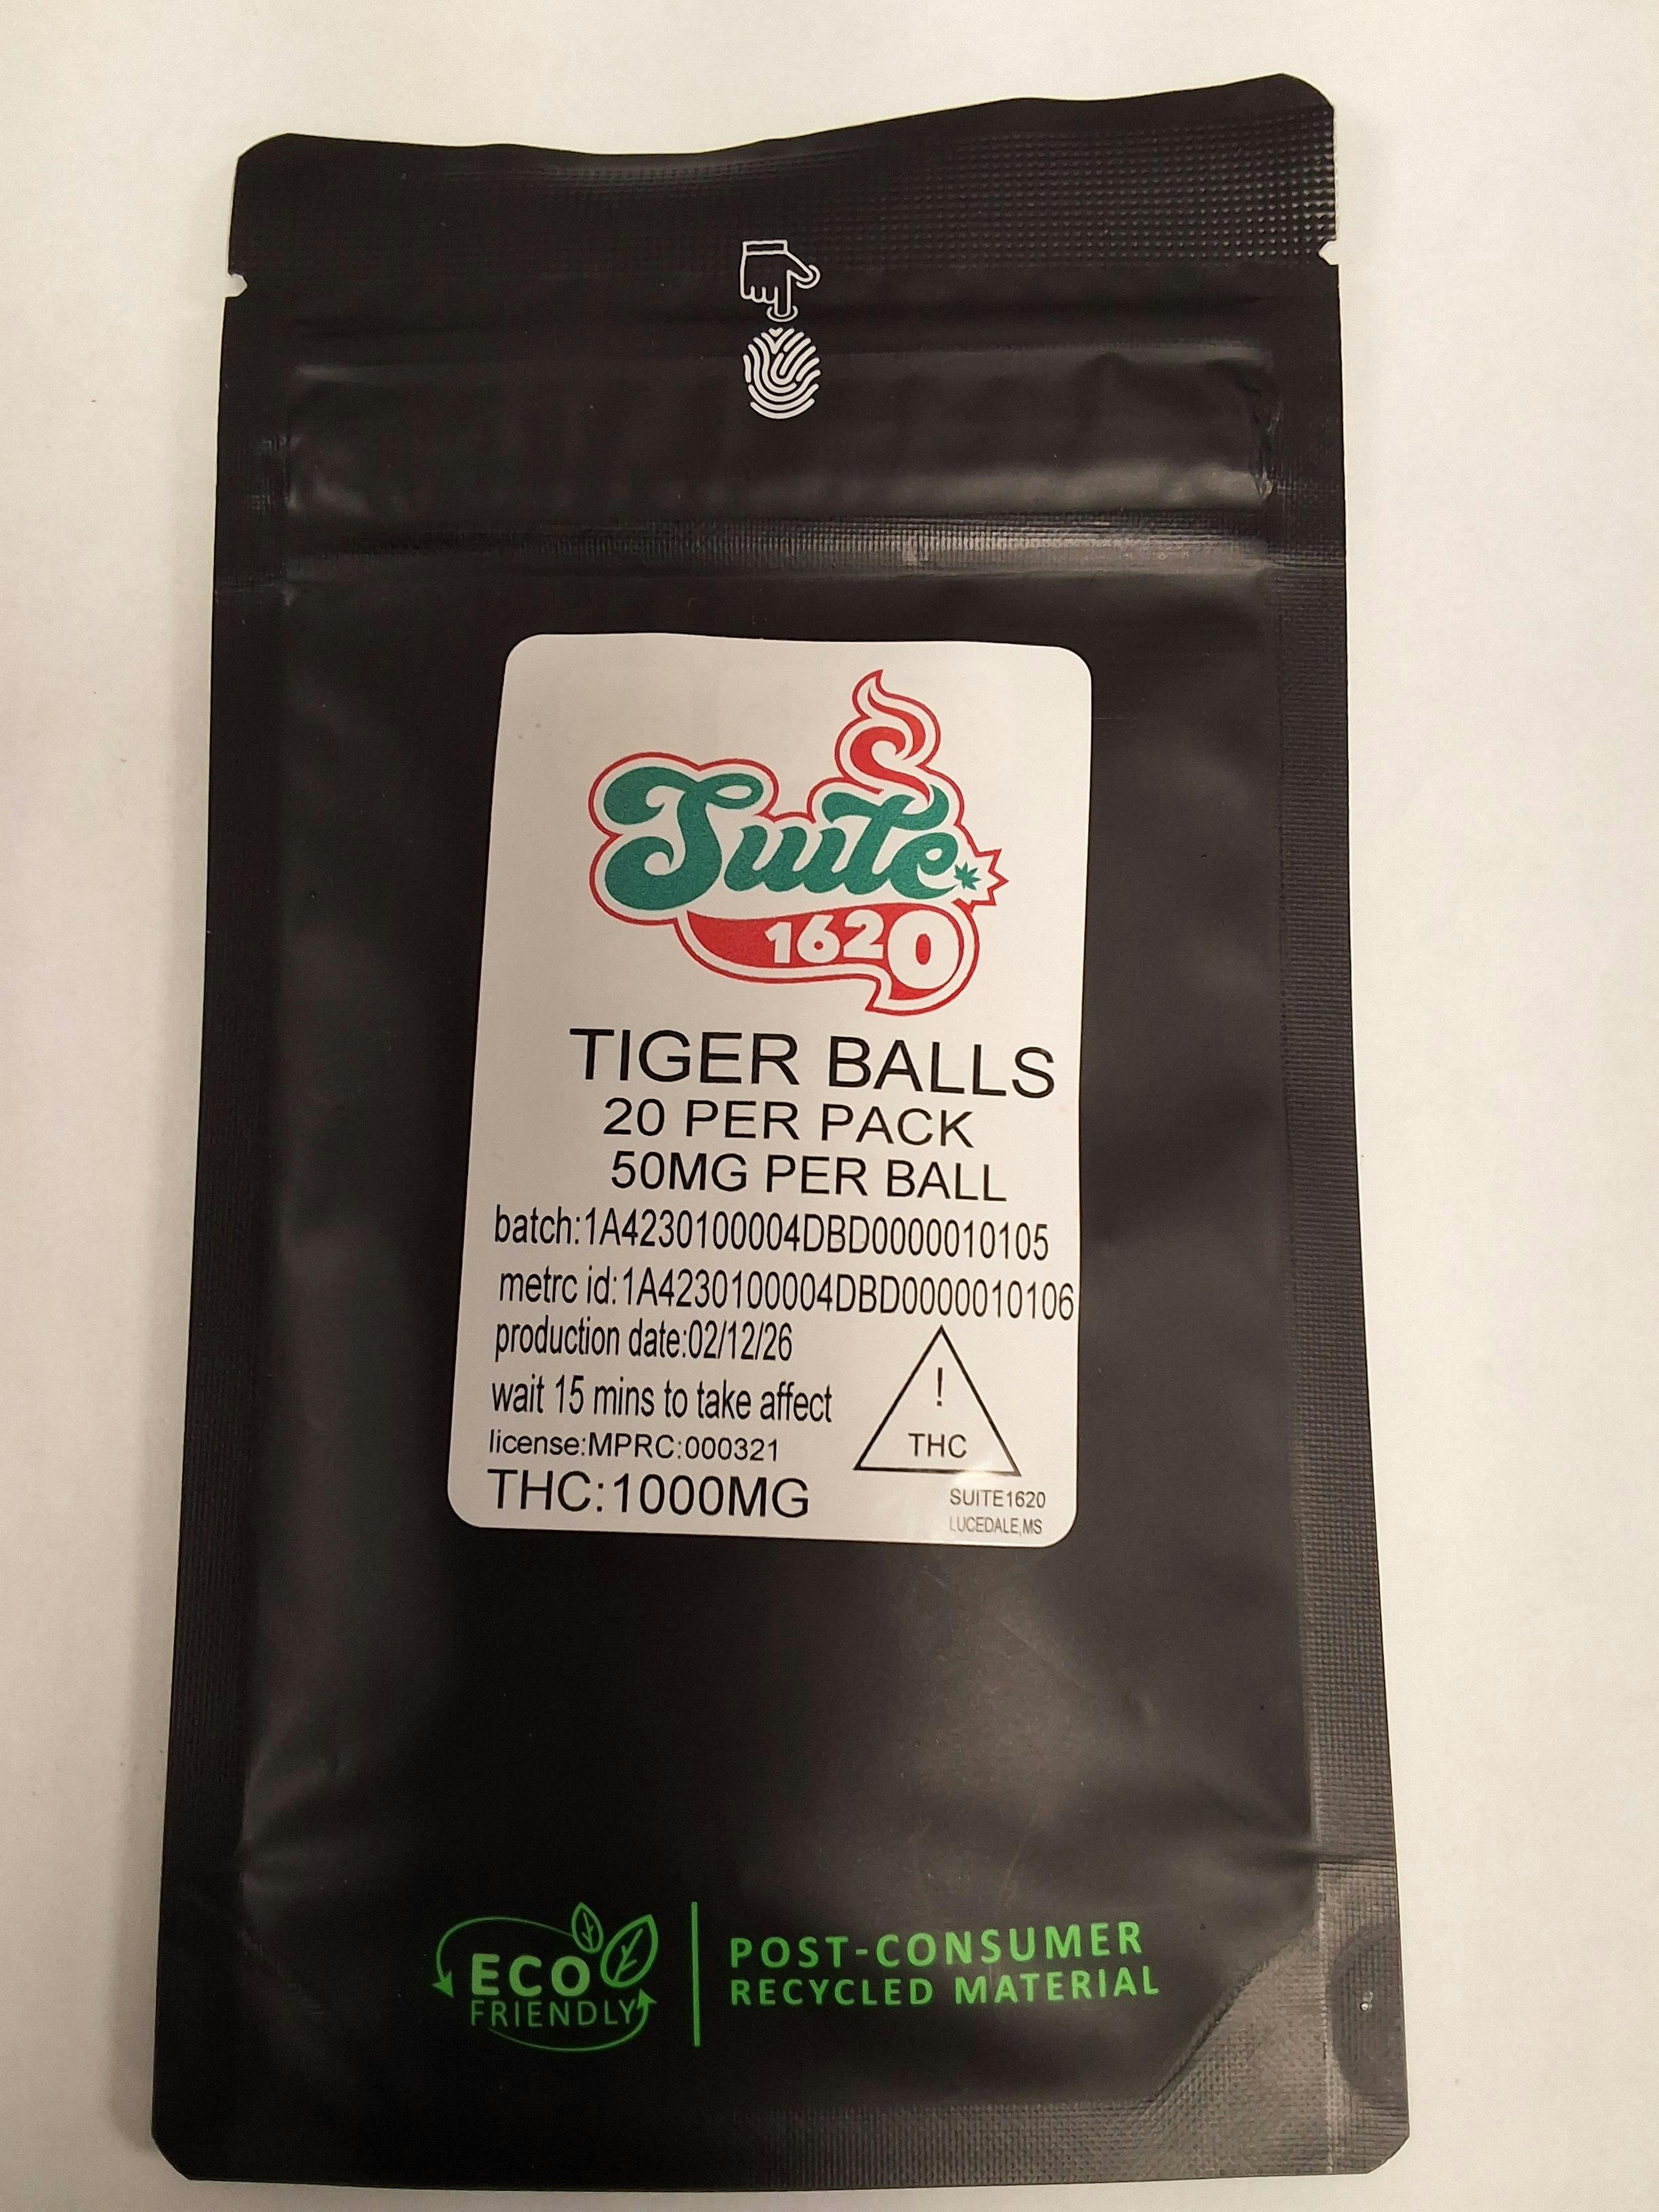 Suite
1620
TIGER BALLS
20 PER PACK
50MG PER BALL
batch:1A4230100004DBD0000010105
metrc id:1A4230100004DBD0000010106
production date:02/12/26
wait 15 mins to take affect
!
THC
license:MPRC:000321
THC:1000MG
SUITE1620
LUCEDALE,MS
ECO
FRIENDLY
POST-CONSUMER
RECYCLED MATERIAL